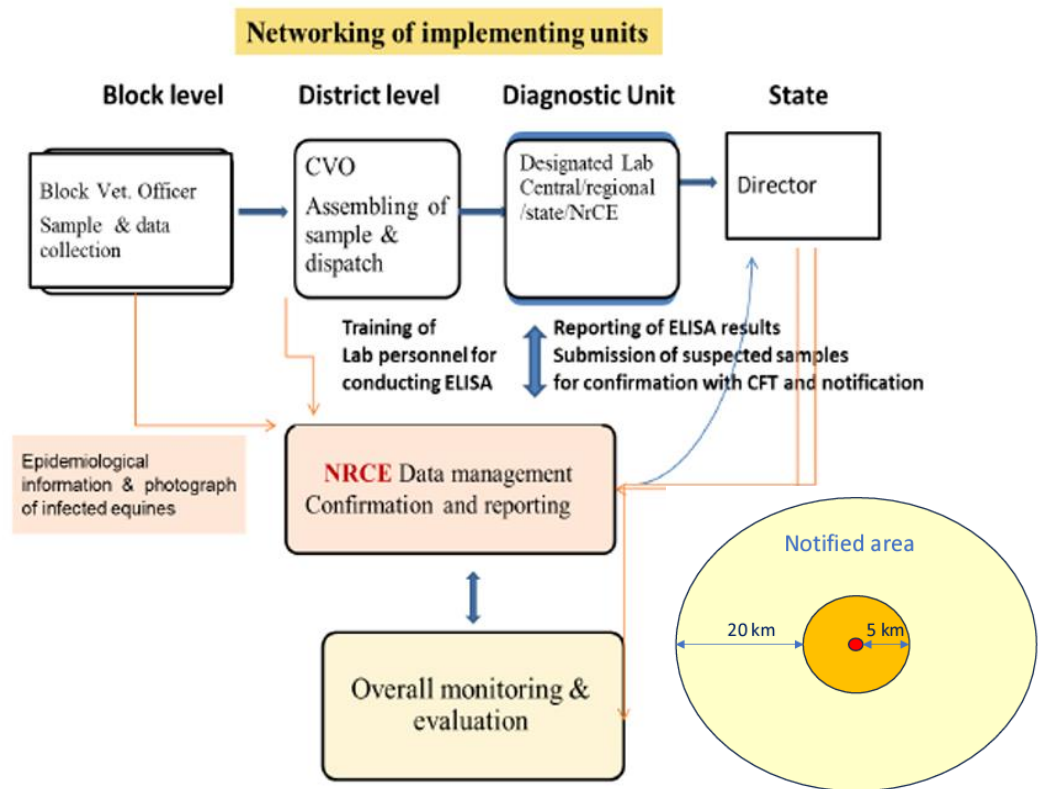 Networking of implementing units
Block level
District level
Diagnostic Unit
State
Block Vet. Officer
Sample & data
collection
CVO
Assembling of
sample &
dispatch
Designated Lab
Central/regional
/state/NrCE
Director
Training of
Lab personnel for
conducting ELISA
Reporting of ELISA results
Submission of suspected samples
for confirmation with CFT and notification
Epidemiological
information & photograph
of infected equines
NRCE Data management
Confirmation and reporting
Overall monitoring &
evaluation
Notified area
20 km
5 km